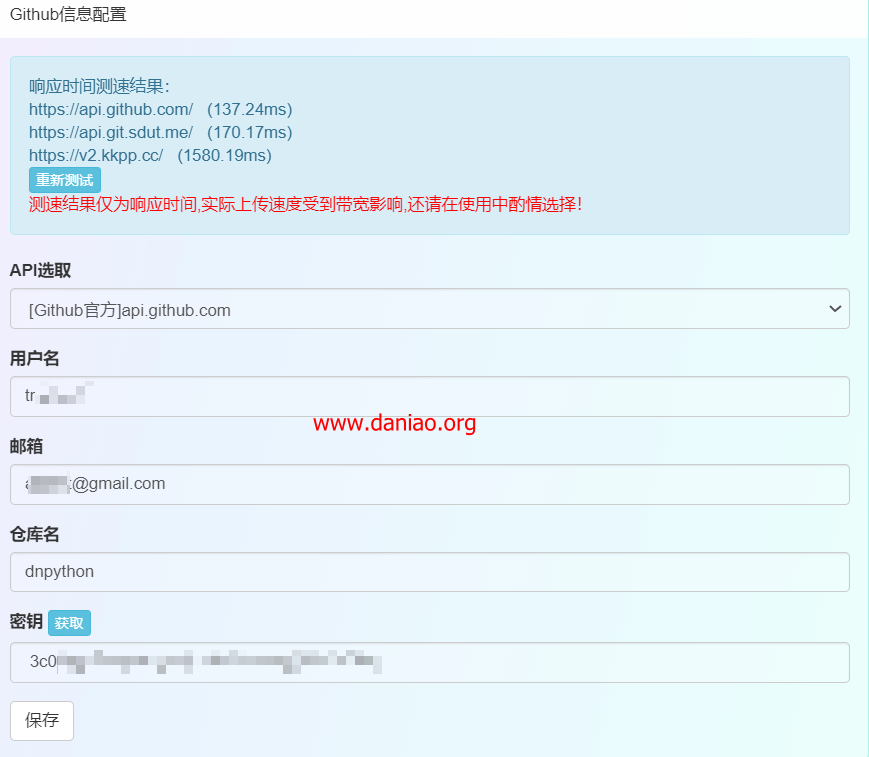 Github信息配置
响应时间测速结果：
https://api.github.com/ (137.24ms)
https://api.git.sdut.me/ (170.17ms)
https://v2.kkpp.cc/ (1580.19ms)
重新测试
测速结果仅为响应时间,实际上传速度受到带宽影响,还请在使用中酌情选择！
API选取
[Github官方]api.github.com
用户名
tr
www.daniao.org
邮箱
@gmail.com
仓库名
dnpython
密钥 获取
3c0
保存